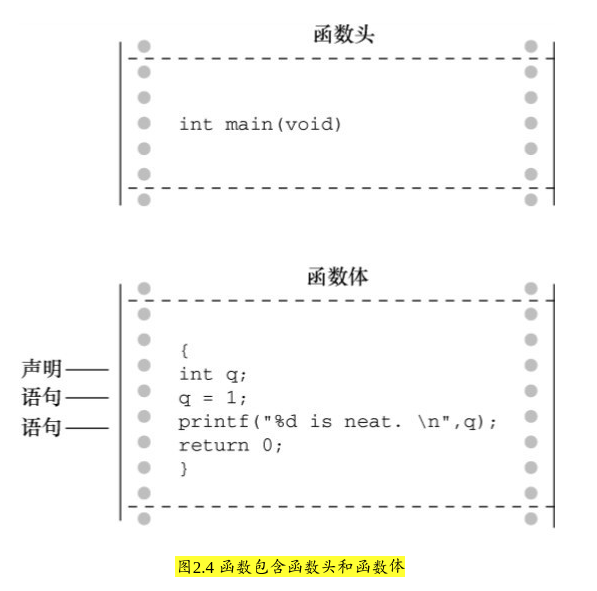 函数头
int main(void)
函数体
{
声明 int q;
语句 q = 1;
语句 printf("%d is neat. \n",q);
return 0;
}
图2.4 函数包含函数头和函数体